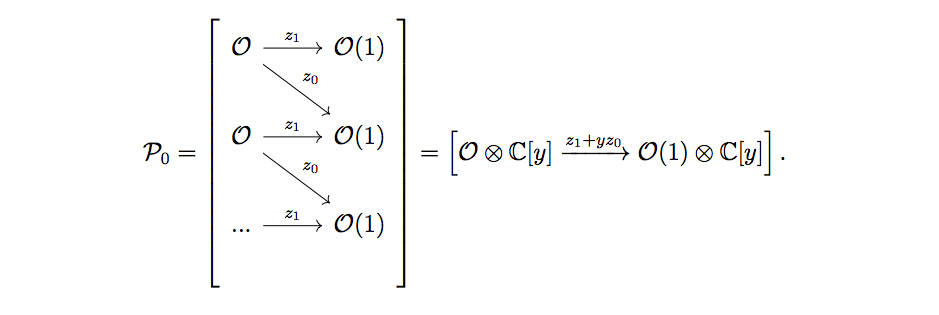 𝒪 z₁ 𝒪(1)
z₀
𝒫₀ = 𝒪 z₁ 𝒪(1) = [𝒪 ⊗ ℂ[y] z₁+yz₀ 𝒪(1) ⊗ ℂ[y]].
z₀
... z₁ 𝒪(1)